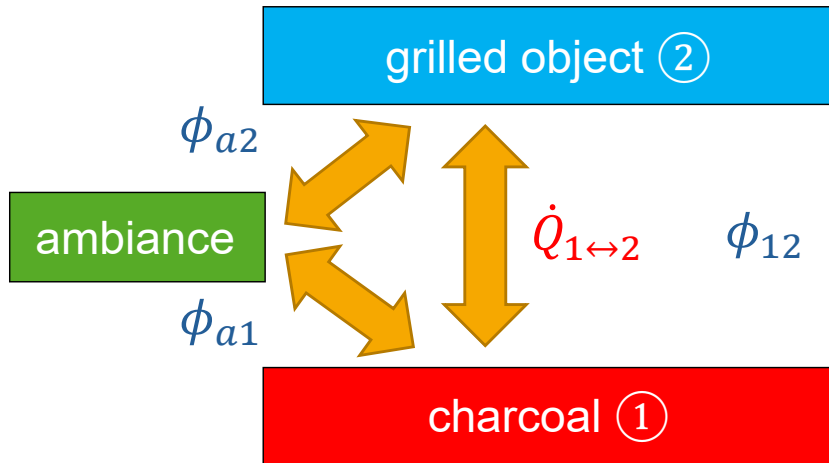 grilled object ②
ϕₐ₂
ambiance
Q̇₁↔₂
ϕ₁₂
ϕₐ₁
charcoal ①